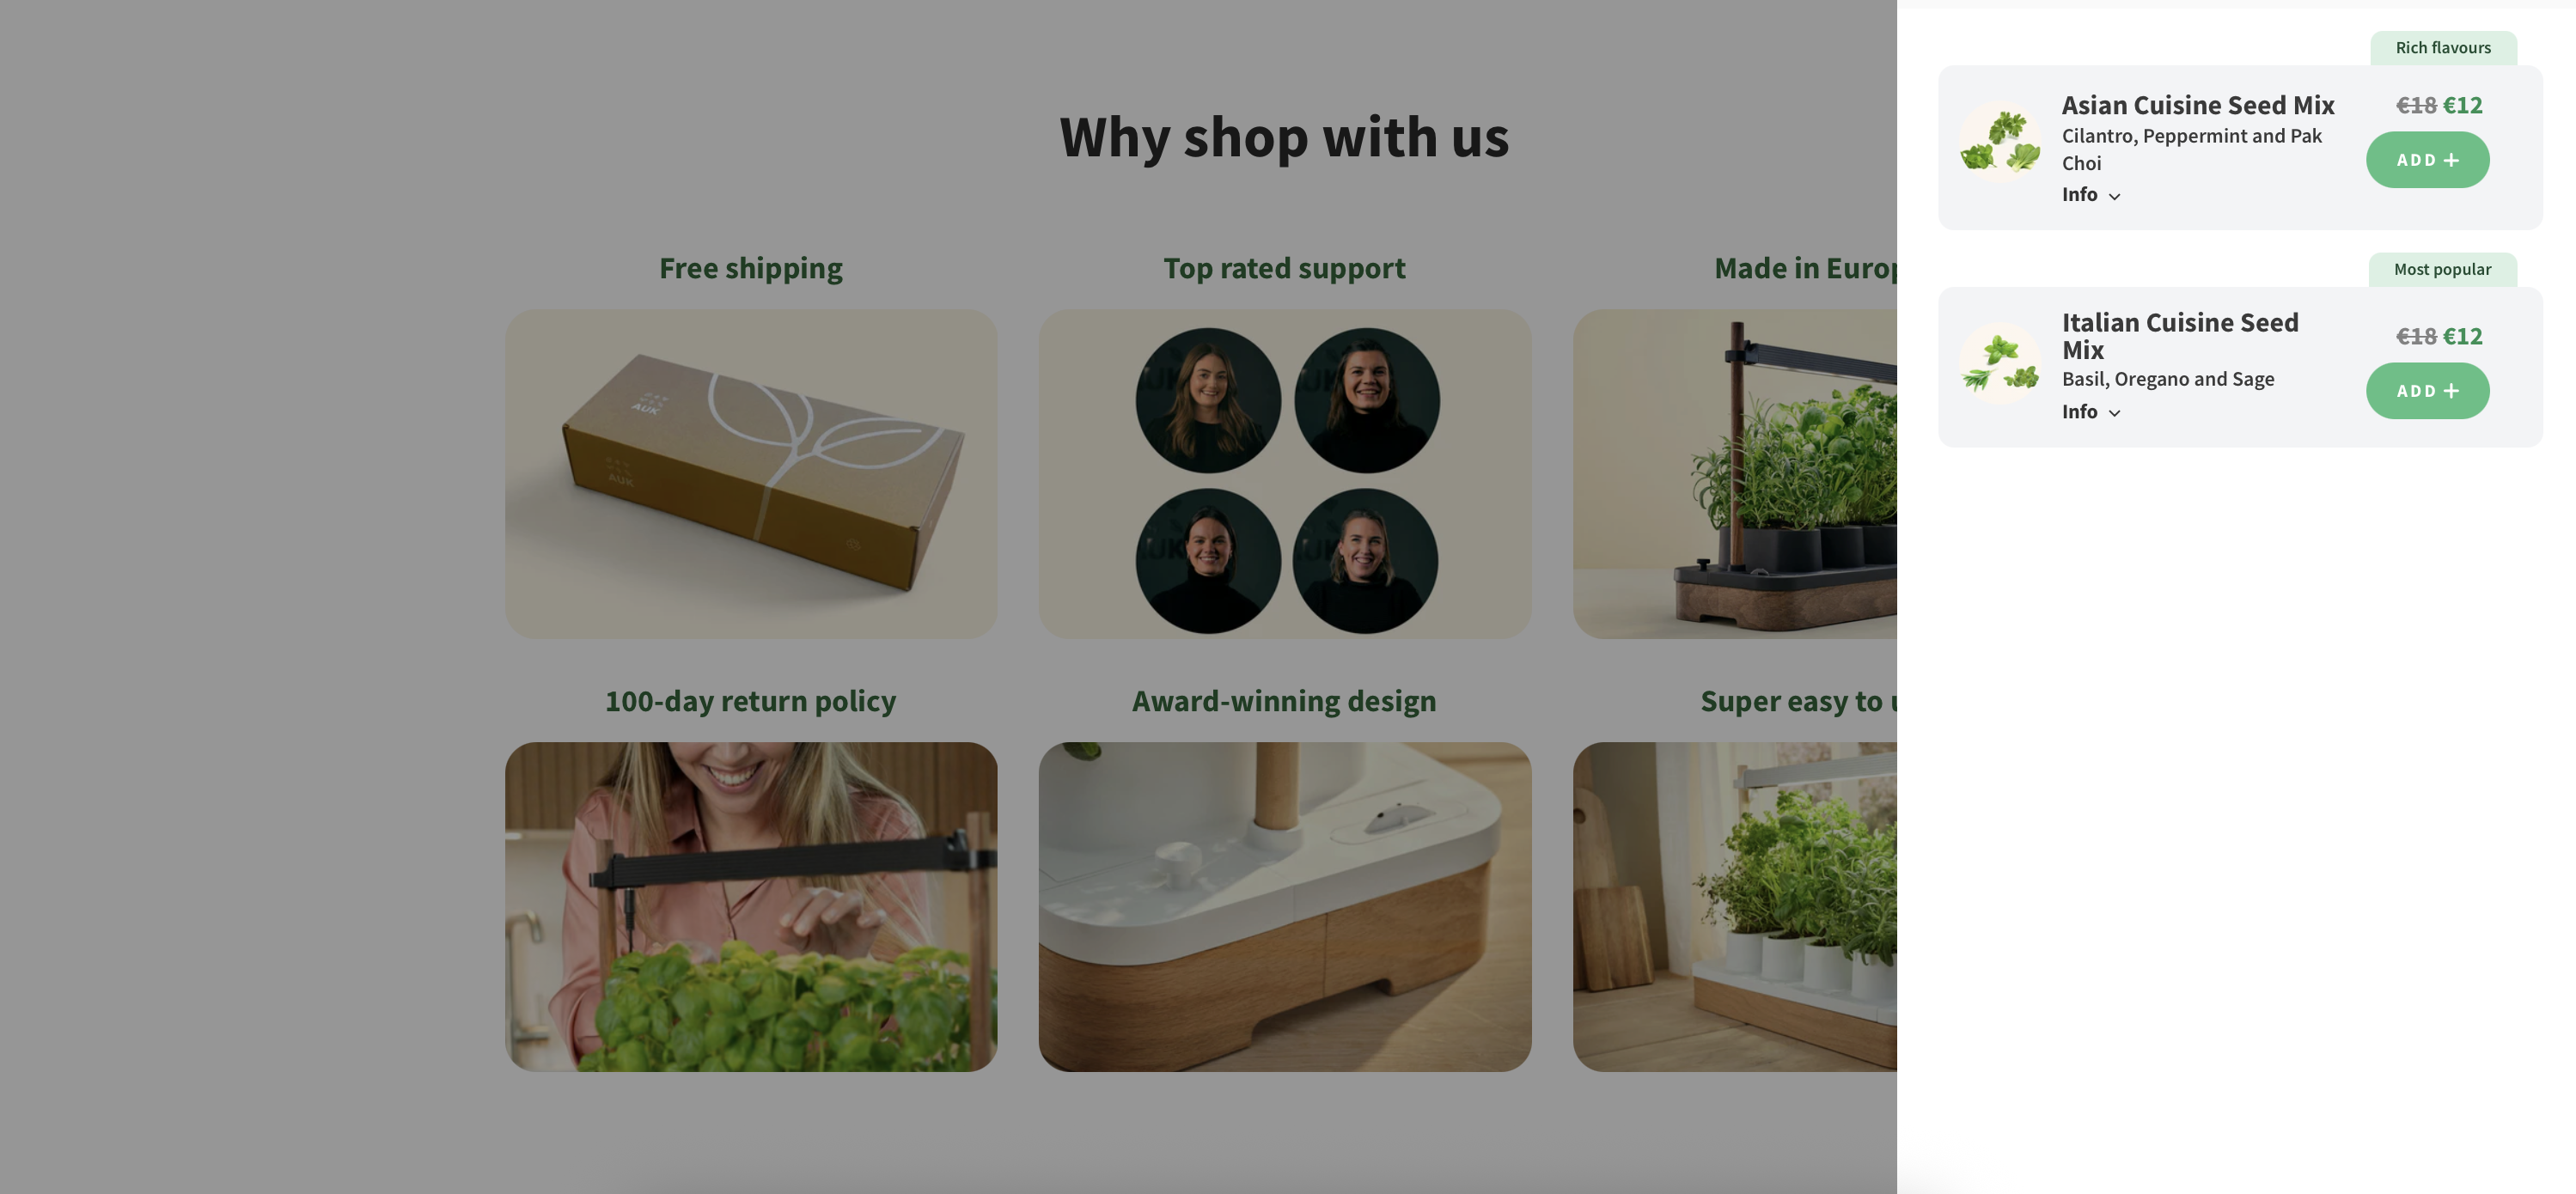 Why shop with us
Free shipping
Top rated support
Made in Europ
AUK
AUK
100-day return policy
Award-winning design
Super easy to u
Rich flavours
Asian Cuisine Seed Mix
€18 €12
Cilantro, Peppermint and Pak
Choi
ADD +
Info
Most popular
Italian Cuisine Seed
Mix
€18 €12
Basil, Oregano and Sage
ADD +
Info